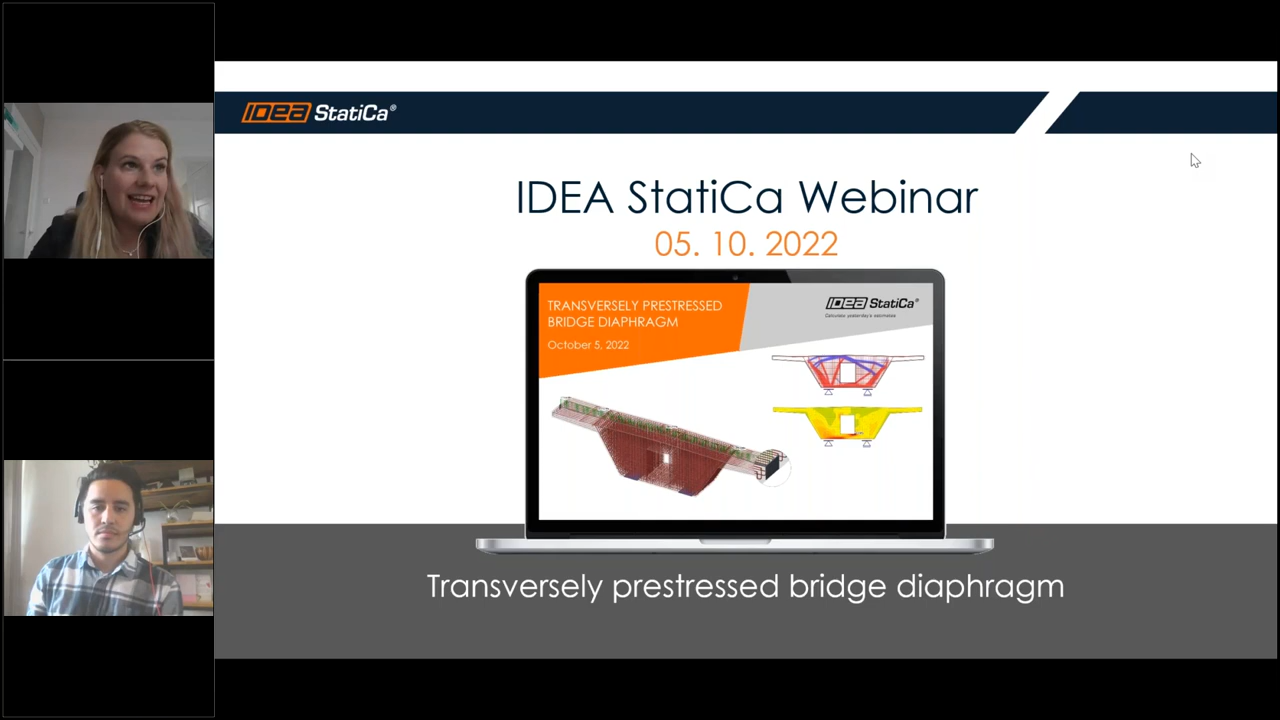 IDEA StatiCa®
IDEA StatiCa Webinar
05. 10. 2022
TRANSVERSELY PRESTRESSED
BRIDGE DIAPHRAGM
October 5, 2022
IDEA StatiCa®
Calculate yesterday's estimates
Transversely prestressed bridge diaphragm